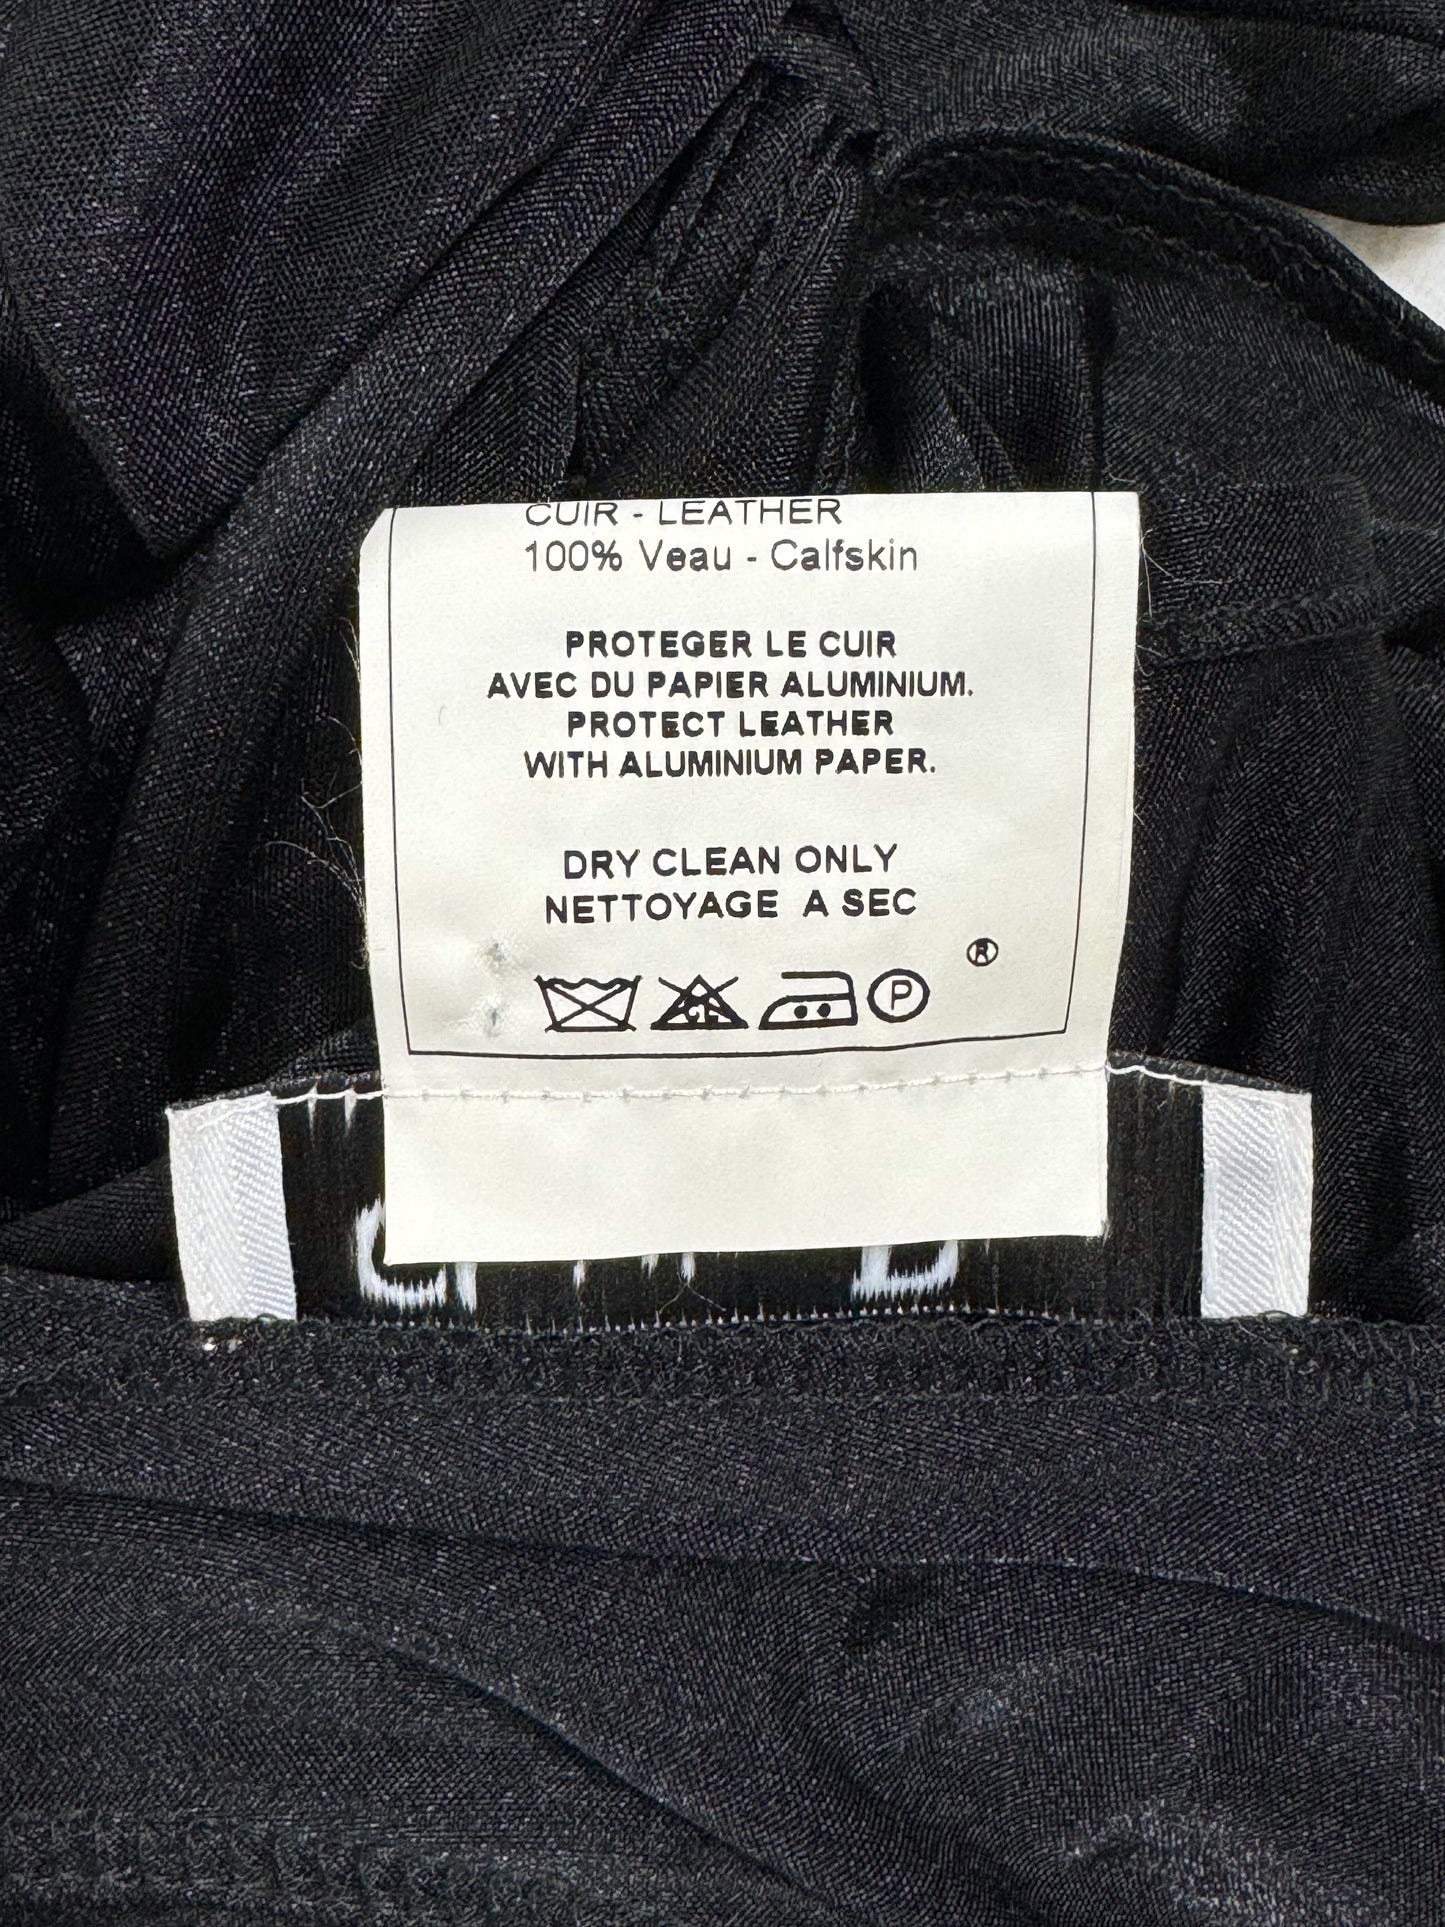 CUIR - LEATHER
100% Veau - Calfskin
PROTEGER LE CUIR
AVEC DU PAPIER ALUMINIUM.
PROTECT LEATHER
WITH ALUMINIUM PAPER.
DRY CLEAN ONLY
NETTOYAGE A SEC
®
CL P